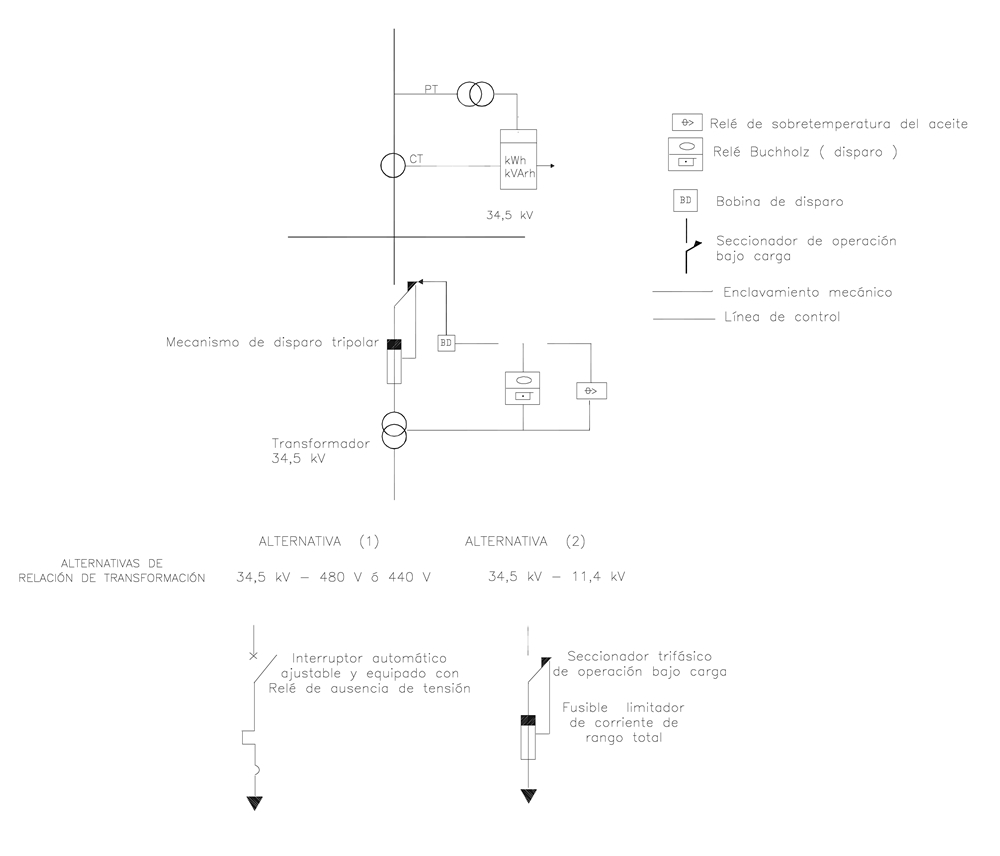 PT
CT
kWh
kVArh
34,5 kV
θ> Relé de sobretemperatura del aceite
Relé Buchholz ( disparo )
BD Bobina de disparo
Seccionador de operación
bajo carga
Enclavamiento mecánico
Línea de control
Mecanismo de disparo tripolar
BD
θ>
Transformador
34,5 kV
ALTERNATIVA (1) ALTERNATIVA (2)
ALTERNATIVAS DE
RELACIÓN DE TRANSFORMACIÓN 34,5 kV – 480 V ó 440 V 34,5 kV – 11,4 kV
Interruptor automático
ajustable y equipado con
Relé de ausencia de tensión
Seccionador trifásico
de operación bajo carga
Fusible limitador
de corriente de
rango total